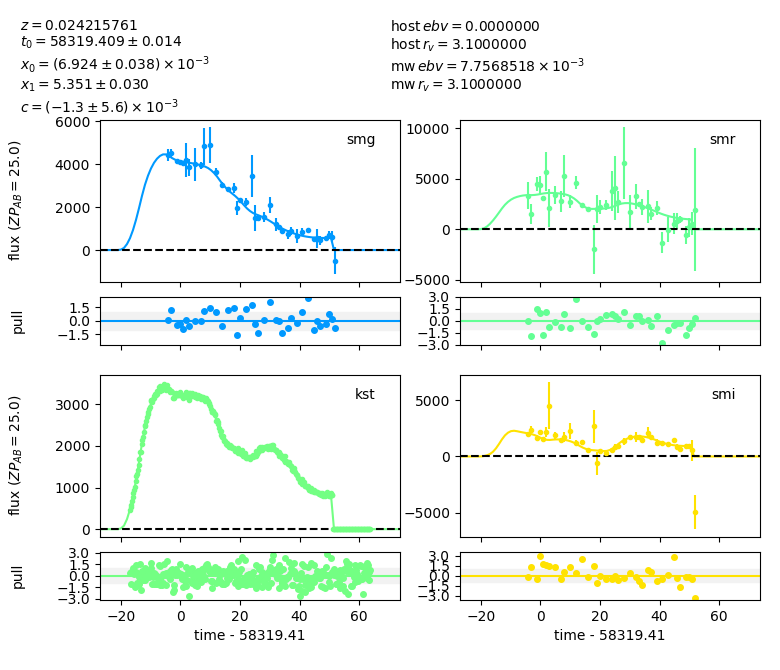 z = 0.024215761
t₀ = 58319.409 ± 0.014
x₀ = (6.924 ± 0.038) × 10⁻³
x₁ = 5.351 ± 0.030
c = (−1.3 ± 5.6) × 10⁻³
host ebv = 0.0000000
host r_v = 3.1000000
mw ebv = 7.7568518 × 10⁻³
mw r_v = 3.1000000
flux (ZP_AB = 25.0)
6000
4000
2000
0
smg
10000
5000
0
−5000
smr
pull
1.5
0.0
−1.5
3.0
1.5
0.0
−1.5
−3.0
flux (ZP_AB = 25.0)
3000
2000
1000
0
kst
5000
0
−5000
smi
pull
3.0
1.5
0.0
−1.5
−3.0
−20 0 20 40 60
time - 58319.41
3.0
1.5
0.0
−1.5
−3.0
−20 0 20 40 60
time - 58319.41